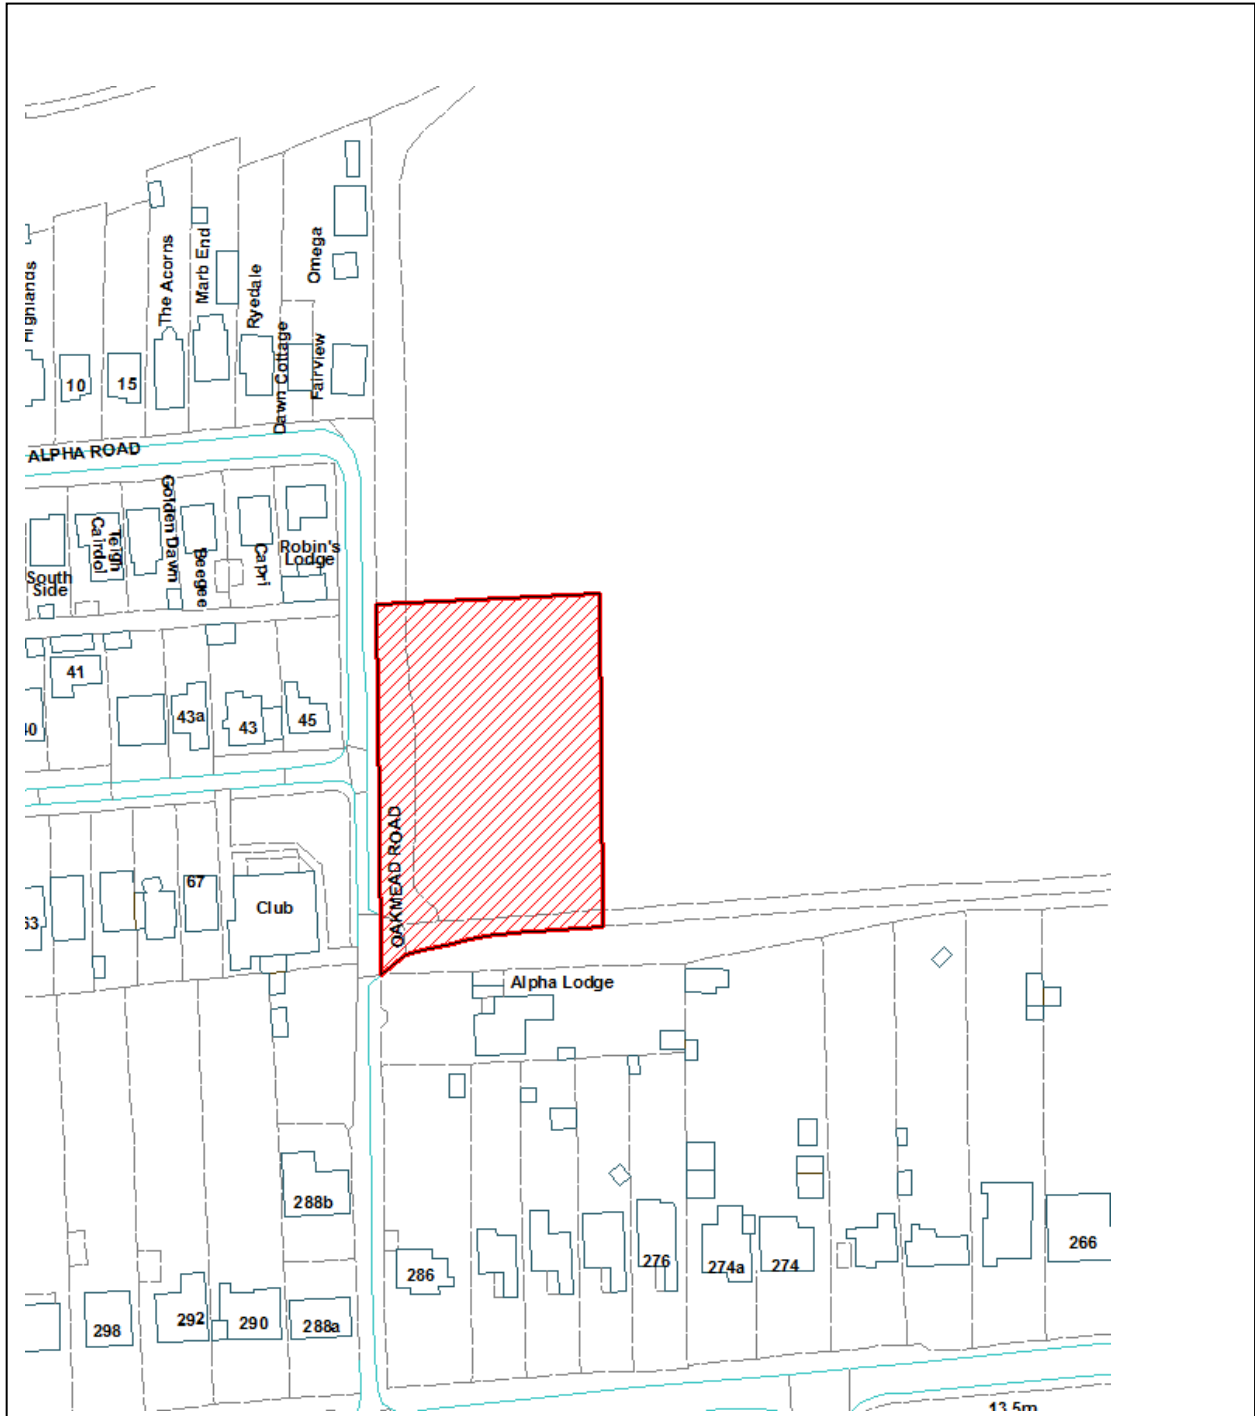 Highlands
The Acorns
Marb End
Ryedale
Omega
Dawn Cottage
Fairview
10
15
ALPHA ROAD
South
Side
Cairdol
Teign
Golden Dawn
Beegee
Capri
Robin's
Lodge
41
40
43a
43
45
OAKMEAD ROAD
67
63
Club
Alpha Lodge
288b
286
276
274a
274
266
298
292
290
288a
13.5m